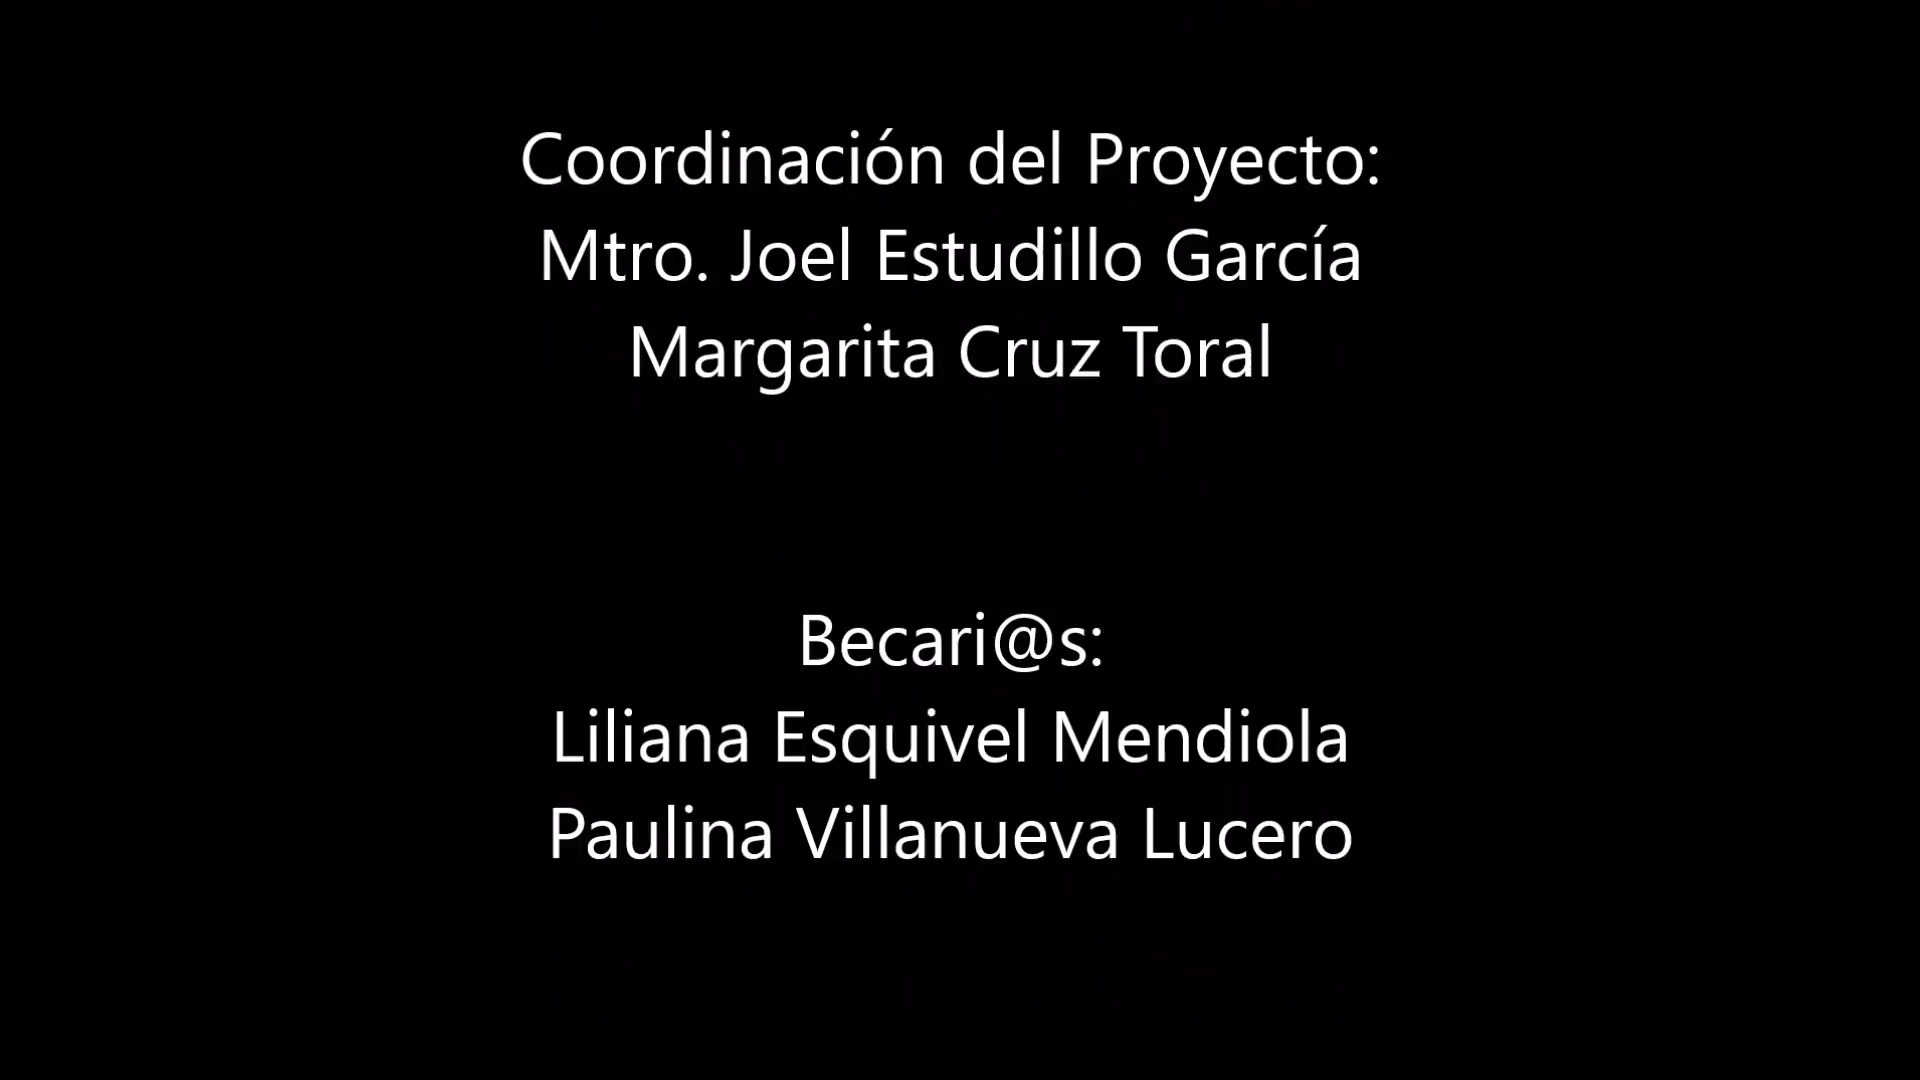 Coordinación del Proyecto:
Mtro. Joel Estudillo García
Margarita Cruz Toral
Becari@s:
Liliana Esquivel Mendiola
Paulina Villanueva Lucero